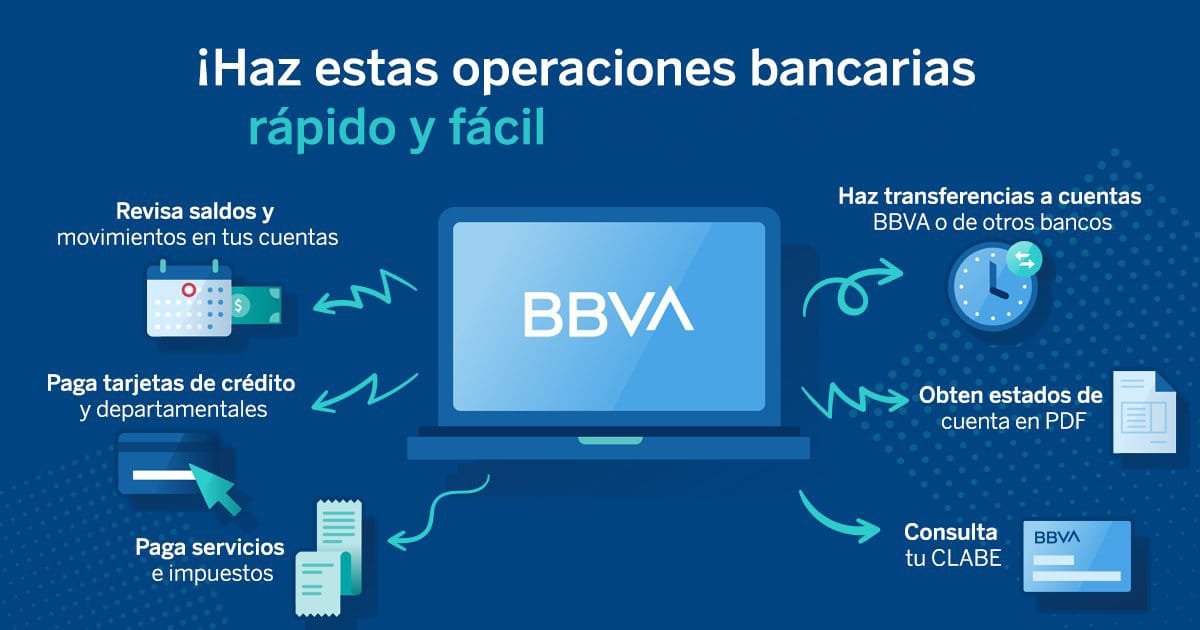 ¡Haz estas operaciones bancarias
rápido y fácil
Revisa saldos y
movimientos en tus cuentas
$
Paga tarjetas de crédito
y departamentales
Paga servicios
e impuestos
BBVA
Haz transferencias a cuentas
BBVA o de otros bancos
Obten estados de
cuenta en PDF
Consulta
tu CLABE
BBVA